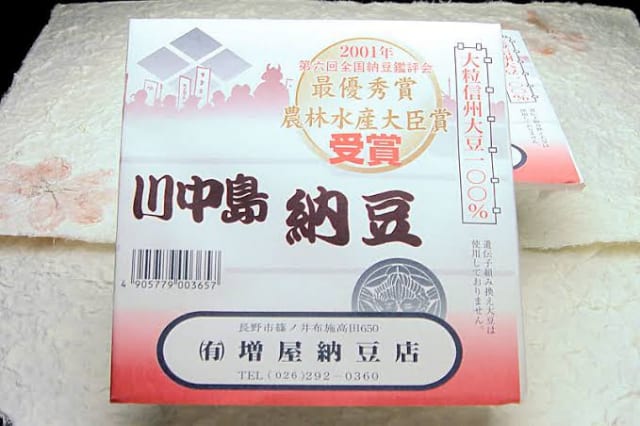 2001年
第六回全国納豆鑑評会
最優秀賞
農林水産大臣賞
受賞
大粒信州大豆一〇〇%
川中島 納豆
4 905779 003657
遺伝子組み換え大豆は
使用しておりません。
長野市篠ノ井布施高田650
(有) 増屋納豆店
TEL (026)292-0360